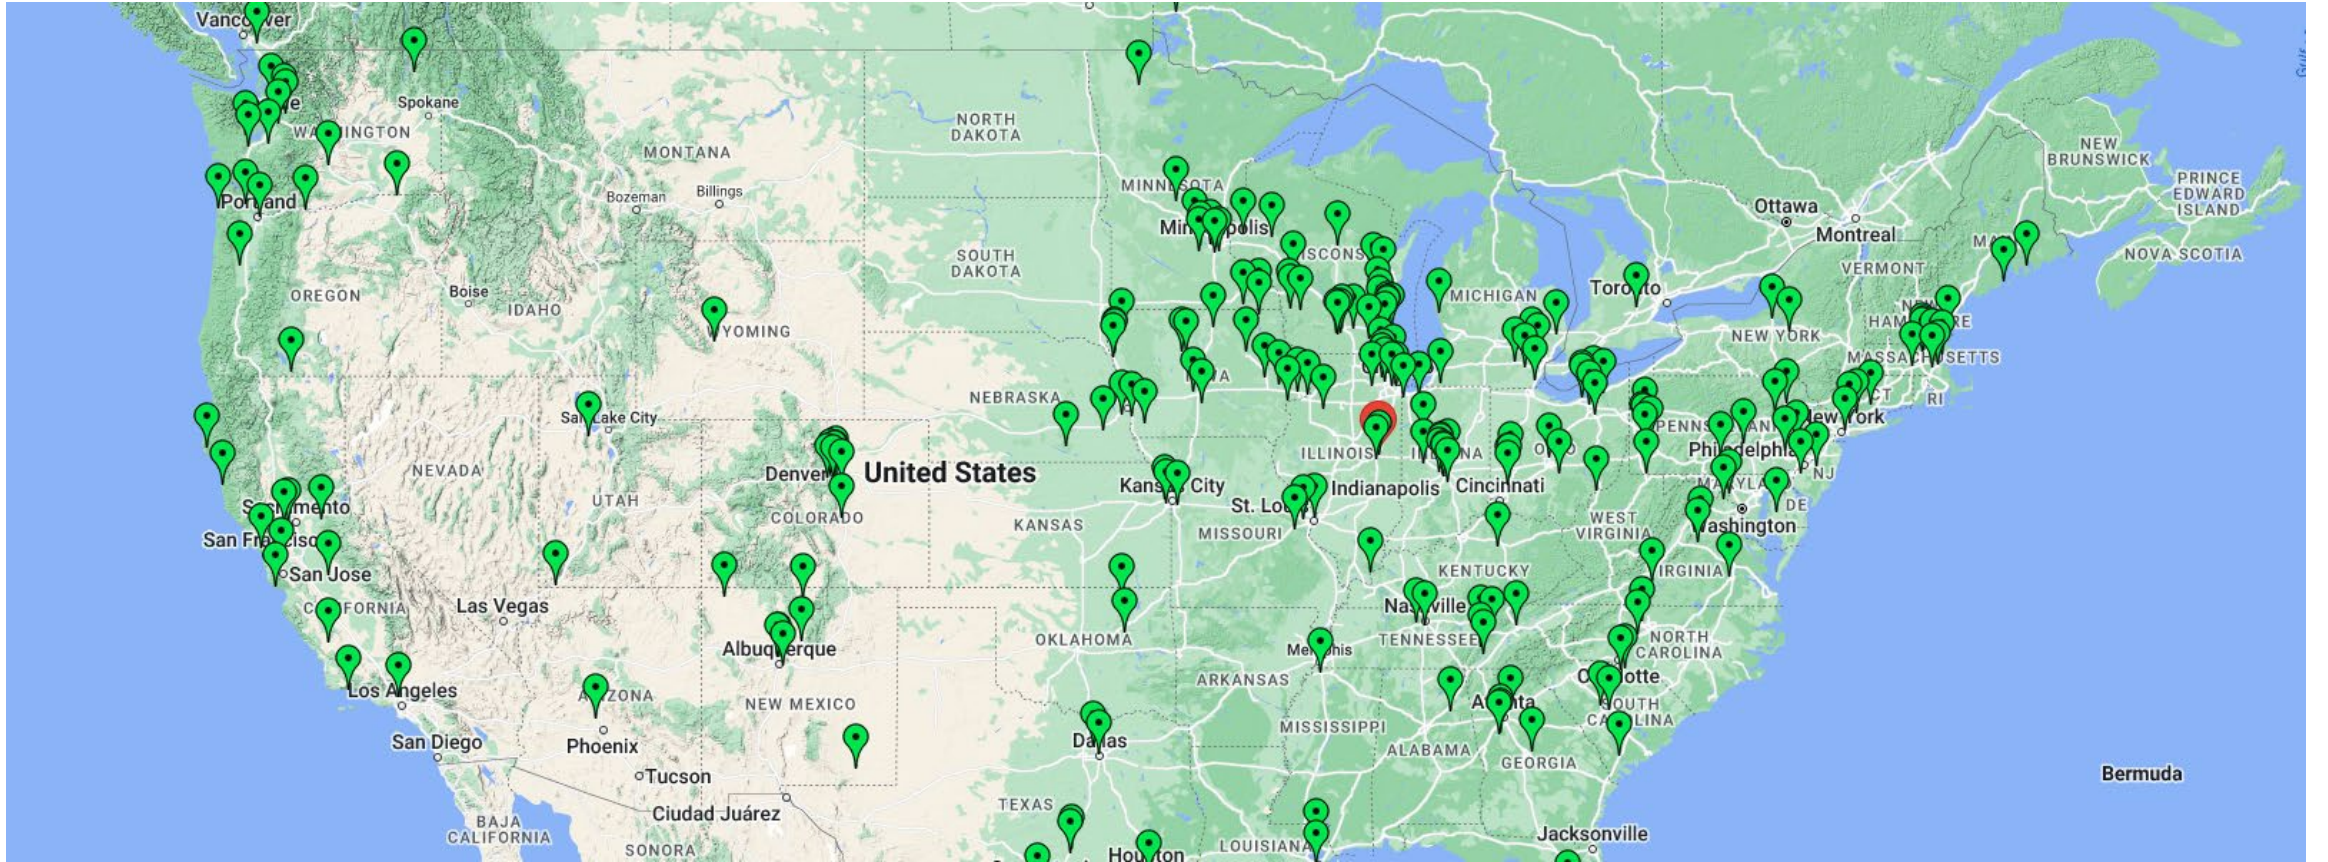 Vancouver
Spokane
WASHINGTON
NORTH
DAKOTA
MONTANA
MINNESOTA
NEW
BRUNSWICK
PRINCE
EDWARD
ISLAND
Bozeman
Billings
Portland
Ottawa
Minneapolis
Montreal
SOUTH
DAKOTA
NOVA SCOTIA
VERMONT
OREGON
Boise
IDAHO
MICHIGAN
Toronto
WYOMING
NEW
HAMPSHIRE
NEW YORK
MASSACHUSETTS
NEBRASKA
CT
RI
Salt Lake City
New York
PENNSYLVANIA
ILLINOIS
INDIANA
OHIO
Philadelphia
NEVADA
Denver
United States
NJ
UTAH
Kansas City
Indianapolis
Cincinnati
MARYLAND
Sacramento
COLORADO
KANSAS
St. Louis
MISSOURI
WEST
VIRGINIA
DE
Washington
San Francisco
San Jose
KENTUCKY
VIRGINIA
CALIFORNIA
Las Vegas
Nashville
Albuquerque
OKLAHOMA
TENNESSEE
NORTH
CAROLINA
Memphis
Los Angeles
ARIZONA
NEW MEXICO
ARKANSAS
Charlotte
Atlanta
SOUTH
CAROLINA
San Diego
Phoenix
Dallas
MISSISSIPPI
ALABAMA
GEORGIA
Tucson
Bermuda
Ciudad Juárez
TEXAS
BAJA
CALIFORNIA
SONORA
Houston
LOUISIANA
Jacksonville